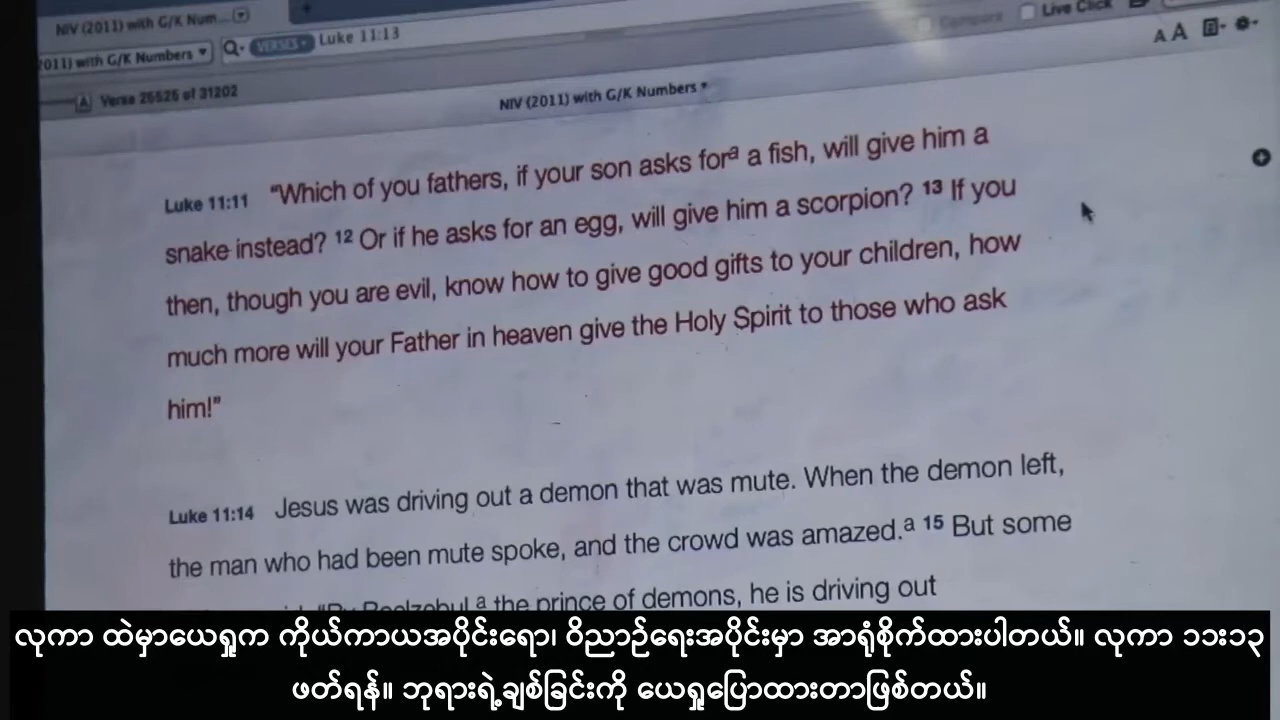 NIV (2011) with G/K Num...
2011) with G/K Numbers VERSES Luke 11:13 Compare Live Click
A Verse 25525 of 31202 AA
NIV (2011) with G/K Numbers
Luke 11:11 “Which of you fathers, if your son asks forᵃ a fish, will give him a
snake instead? 12 Or if he asks for an egg, will give him a scorpion? 13 If you
then, though you are evil, know how to give good gifts to your children, how
much more will your Father in heaven give the Holy Spirit to those who ask
him!”
Luke 11:14 Jesus was driving out a demon that was mute. When the demon left,
the man who had been mute spoke, and the crowd was amazed.ᵃ 15 But some
the prince of demons, he is driving out
လုကာ ထဲမှာယေရှုက ကိုယ်ကာယအပိုင်းရော၊ ဝိညာဉ်ရေးအပိုင်းမှာ အာရုံစိုက်ထားပါတယ်။ လုကာ ၁၁း၁၃
ဖတ်ရန်။ ဘုရားရဲ့ချစ်ခြင်းကို ယေရှုပြောထားတာဖြစ်တယ်။